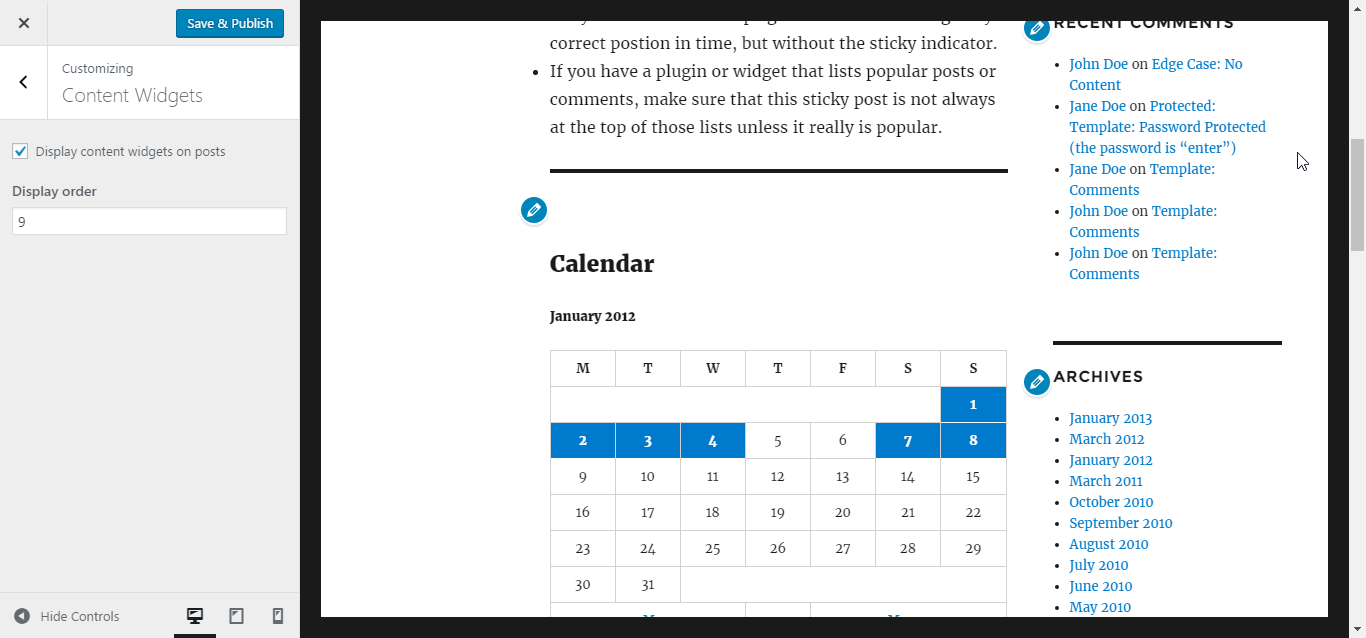 Save & Publish
Customizing
Content Widgets
Display content widgets on posts
Display order
9
Hide Controls
correct postion in time, but without the sticky indicator.
If you have a plugin or widget that lists popular posts or
comments, make sure that this sticky post is not always
at the top of those lists unless it really is popular.
Calendar
January 2012
M T W T F S S
1
2 3 4 5 6 7 8
9 10 11 12 13 14 15
16 17 18 19 20 21 22
23 24 25 26 27 28 29
30 31
RECENT COMMENTS
John Doe on Edge Case: No
Content
Jane Doe on Protected:
Template: Password Protected
(the password is “enter”)
Jane Doe on Template:
Comments
John Doe on Template:
Comments
John Doe on Template:
Comments
ARCHIVES
January 2013
March 2012
January 2012
March 2011
October 2010
September 2010
August 2010
July 2010
June 2010
May 2010